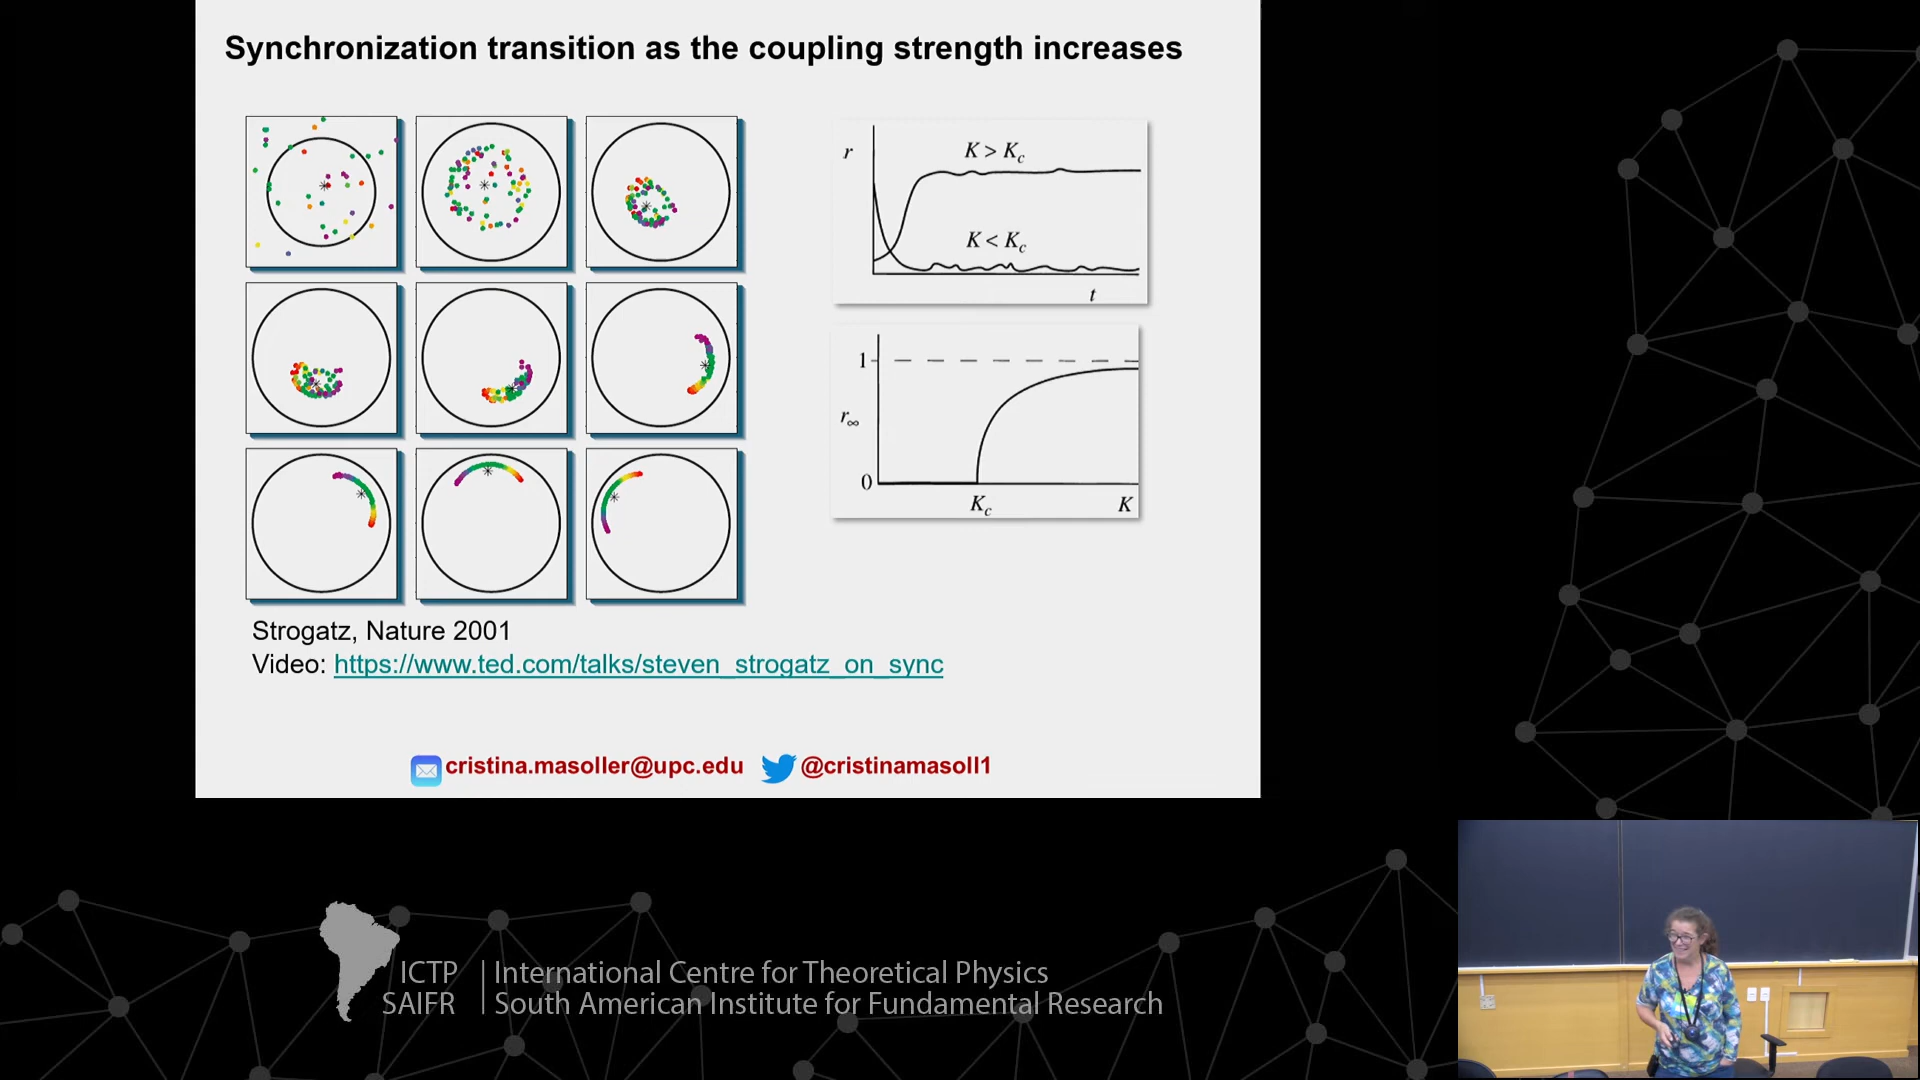 Synchronization transition as the coupling strength increases
r
K > Kc
K < Kc
t
1
r∞
0
Kc
K
Strogatz, Nature 2001
Video: https://www.ted.com/talks/steven_strogatz_on_sync
cristina.masoller@upc.edu @cristinamasoll1
ICTP International Centre for Theoretical Physics
SAIFR South American Institute for Fundamental Research